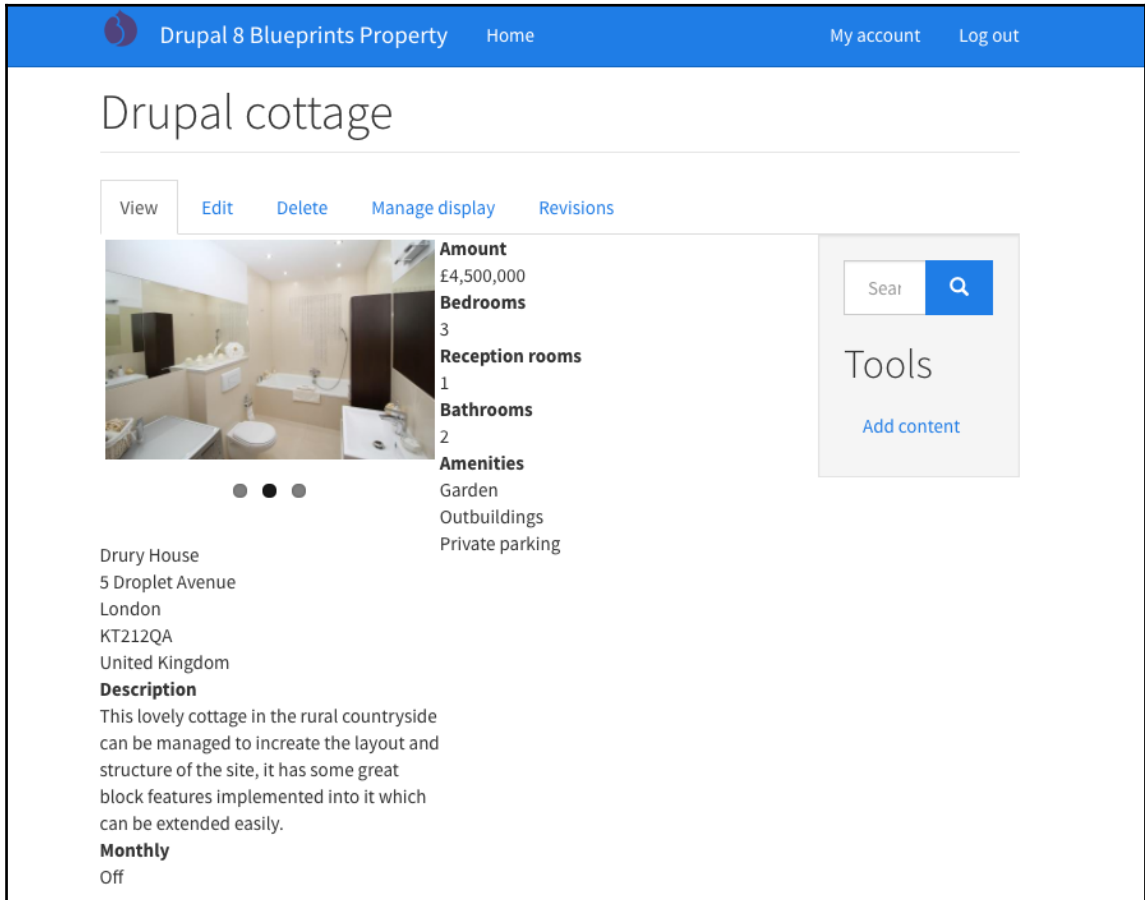 Drupal 8 Blueprints Property Home My account Log out
Drupal cottage
View Edit Delete Manage display Revisions
Amount
£4,500,000
Bedrooms
3
Reception rooms
1
Bathrooms
2
Amenities
Garden
Outbuildings
Private parking
Drury House
5 Droplet Avenue
London
KT212QA
United Kingdom
Description
This lovely cottage in the rural countryside
can be managed to increate the layout and
structure of the site, it has some great
block features implemented into it which
can be extended easily.
Monthly
Off
Sear
Tools
Add content